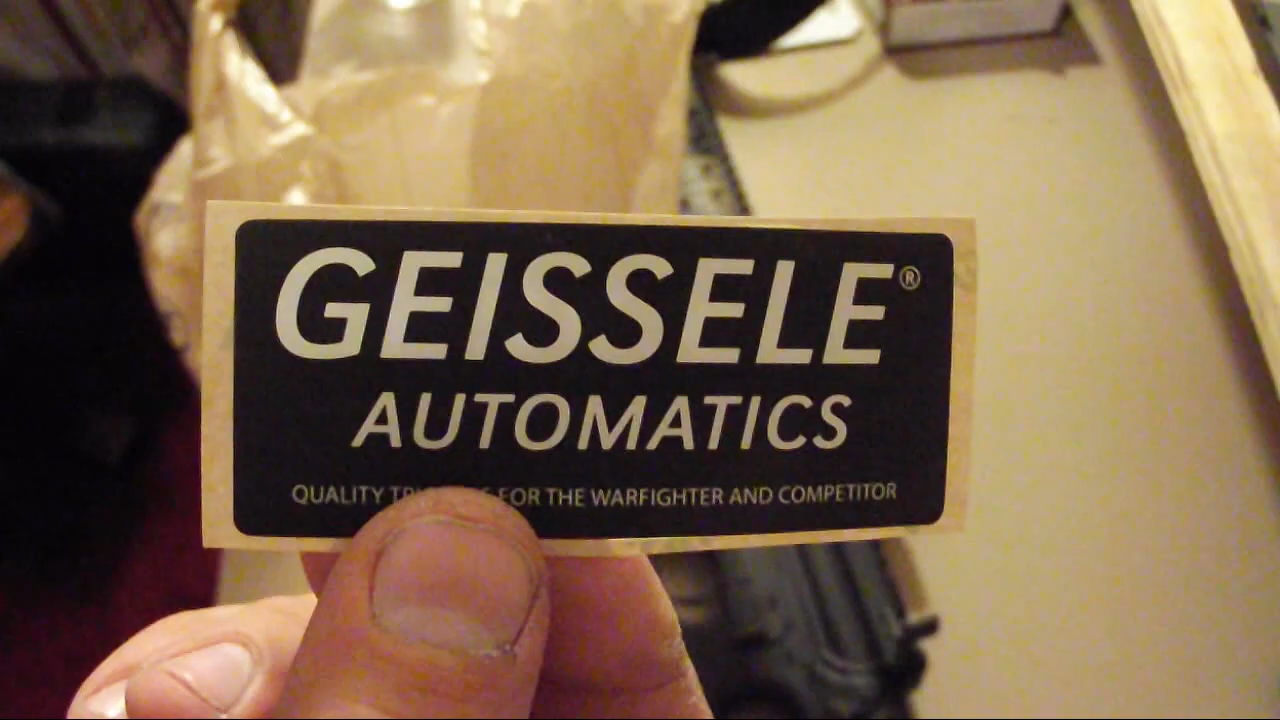 GEISSELE®
AUTOMATICS
QUALITY FOR THE WARFIGHTER AND COMPETITOR